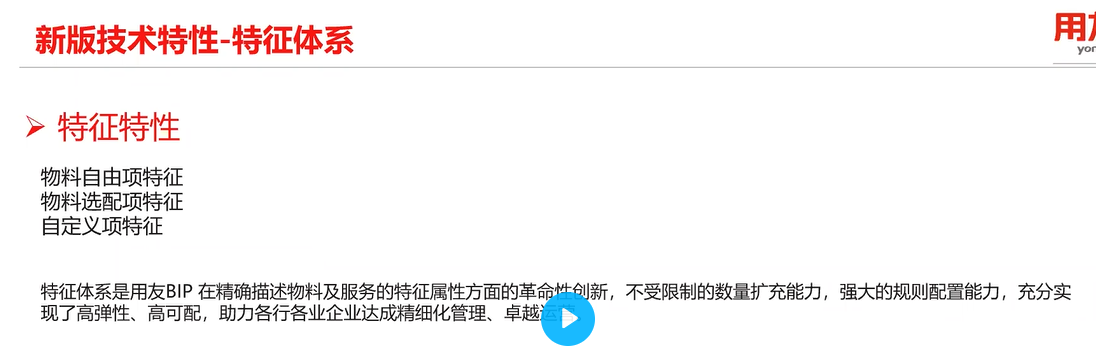 新版技术特性-特征体系
用友
yon
特征特性
物料自由项特征
物料选配项特征
自定义项特征
特征体系是用友BIP 在精确描述物料及服务的特征属性方面的革命性创新，不受限制的数量扩充能力，强大的规则配置能力，充分实
现了高弹性、高可配，助力各行各业企业达成精细化管理、卓越运营